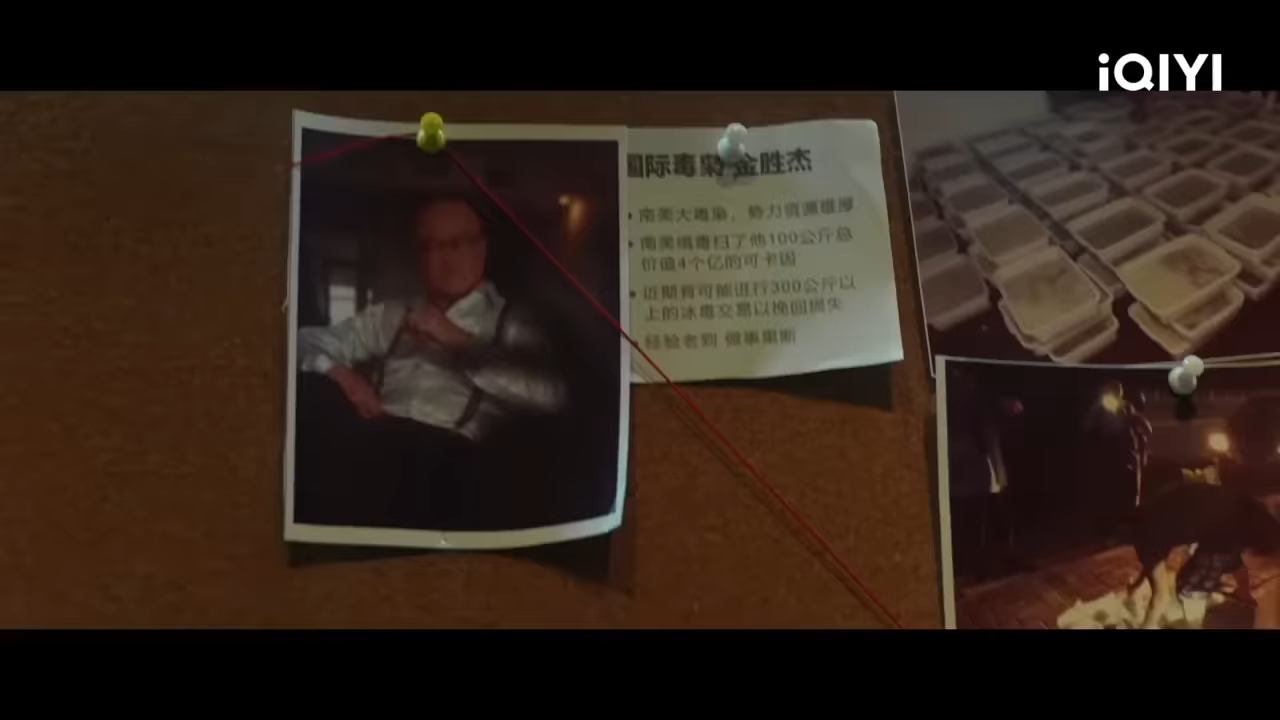 iQIYI
国际毒枭 金胜杰
• 南美大毒枭，势力资源雄厚
• 南美缉毒扫了他100公斤总
价值4个亿的可卡因
• 近期有可能进行300公斤以
上的冰毒交易以挽回损失
• 经验老到 做事果断